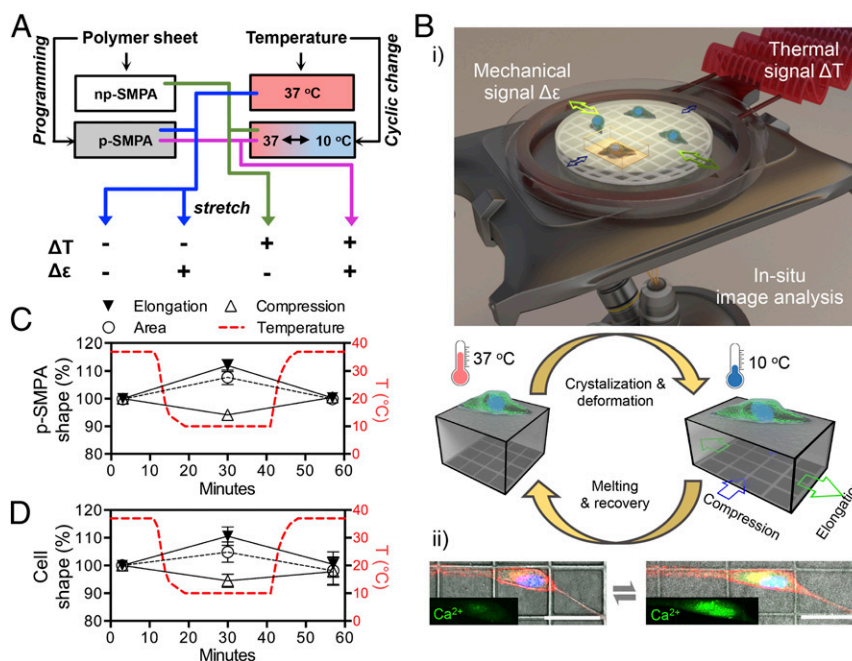 A
Polymer sheet
Temperature
Programming
np-SMPA
p-SMPA
37 °C
37 10 °C
Cyclic change
stretch
ΔT - - + +
Δε - + - +
B
i)
Mechanical
signal Δε
Thermal
signal ΔT
In-situ
image analysis
37 °C
10 °C
Crystalization &
deformation
Melting
& recovery
Compression
Elongation
ii)
Ca2+
Ca2+
C
Elongation
Compression
Area
Temperature
p-SMPA
shape (%)
120
110
100
90
80
40
30
20
10
0
T (°C)
0 10 20 30 40 50 60
Minutes
D
Cell
shape (%)
120
110
100
90
80
40
30
20
10
0
T (°C)
0 10 20 30 40 50 60
Minutes